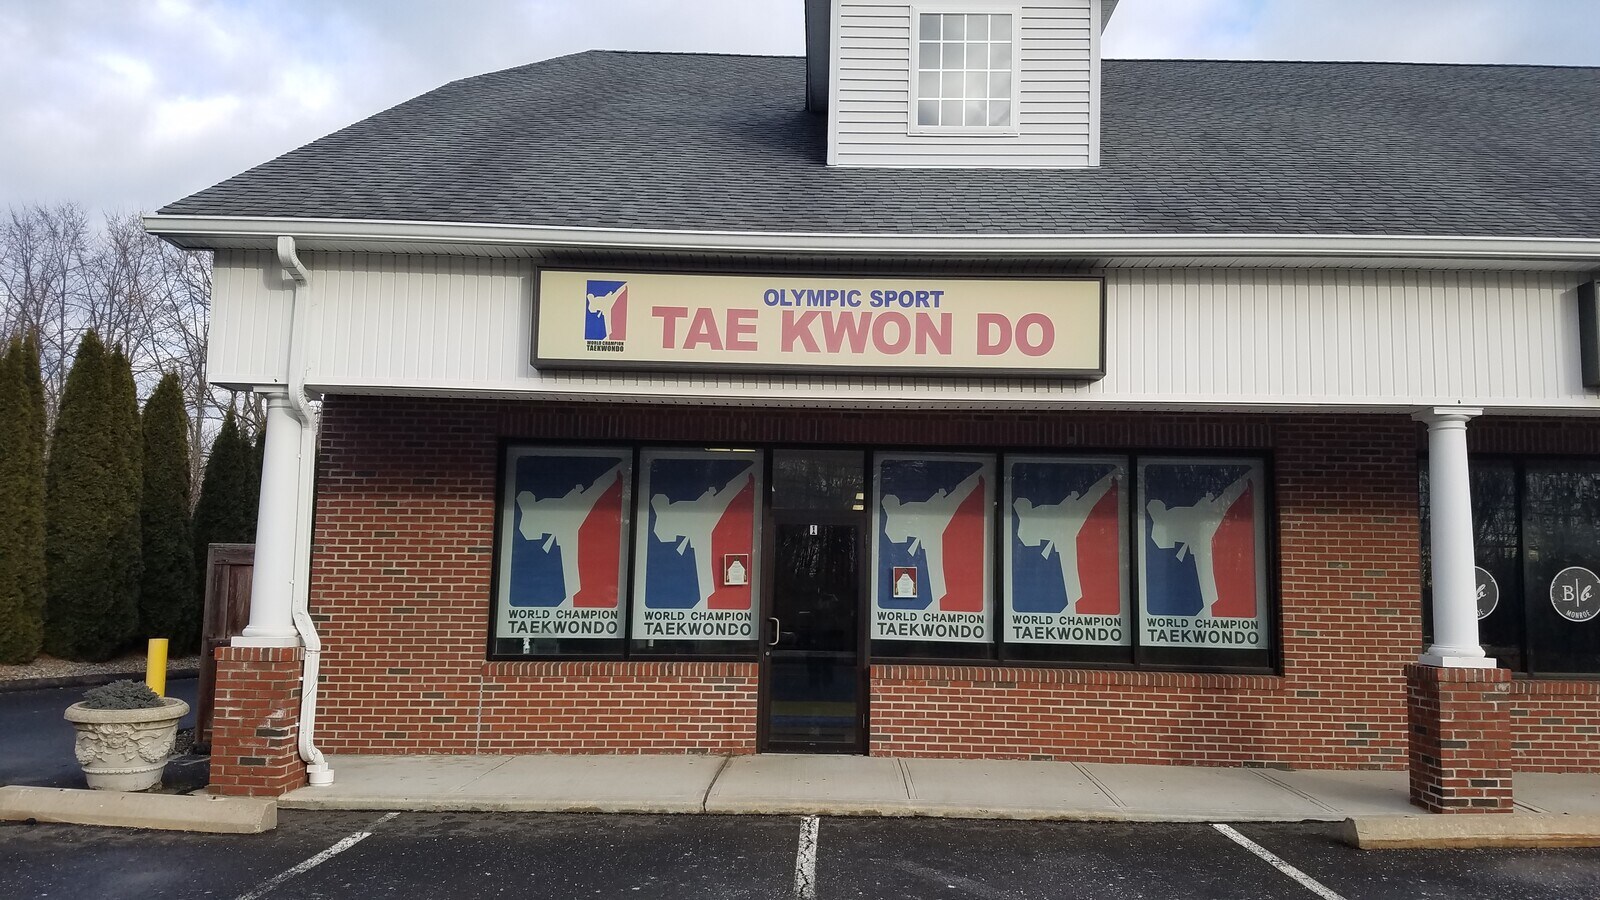 OLYMPIC SPORT
TAE KWON DO
WORLD CHAMPION
TAEKWONDO
WORLD CHAMPION
TAEKWONDO
WORLD CHAMPION
TAEKWONDO
WORLD CHAMPION
TAEKWONDO
WORLD CHAMPION
TAEKWONDO
WORLD CHAMPION
TAEKWONDO
B|b
MONROE